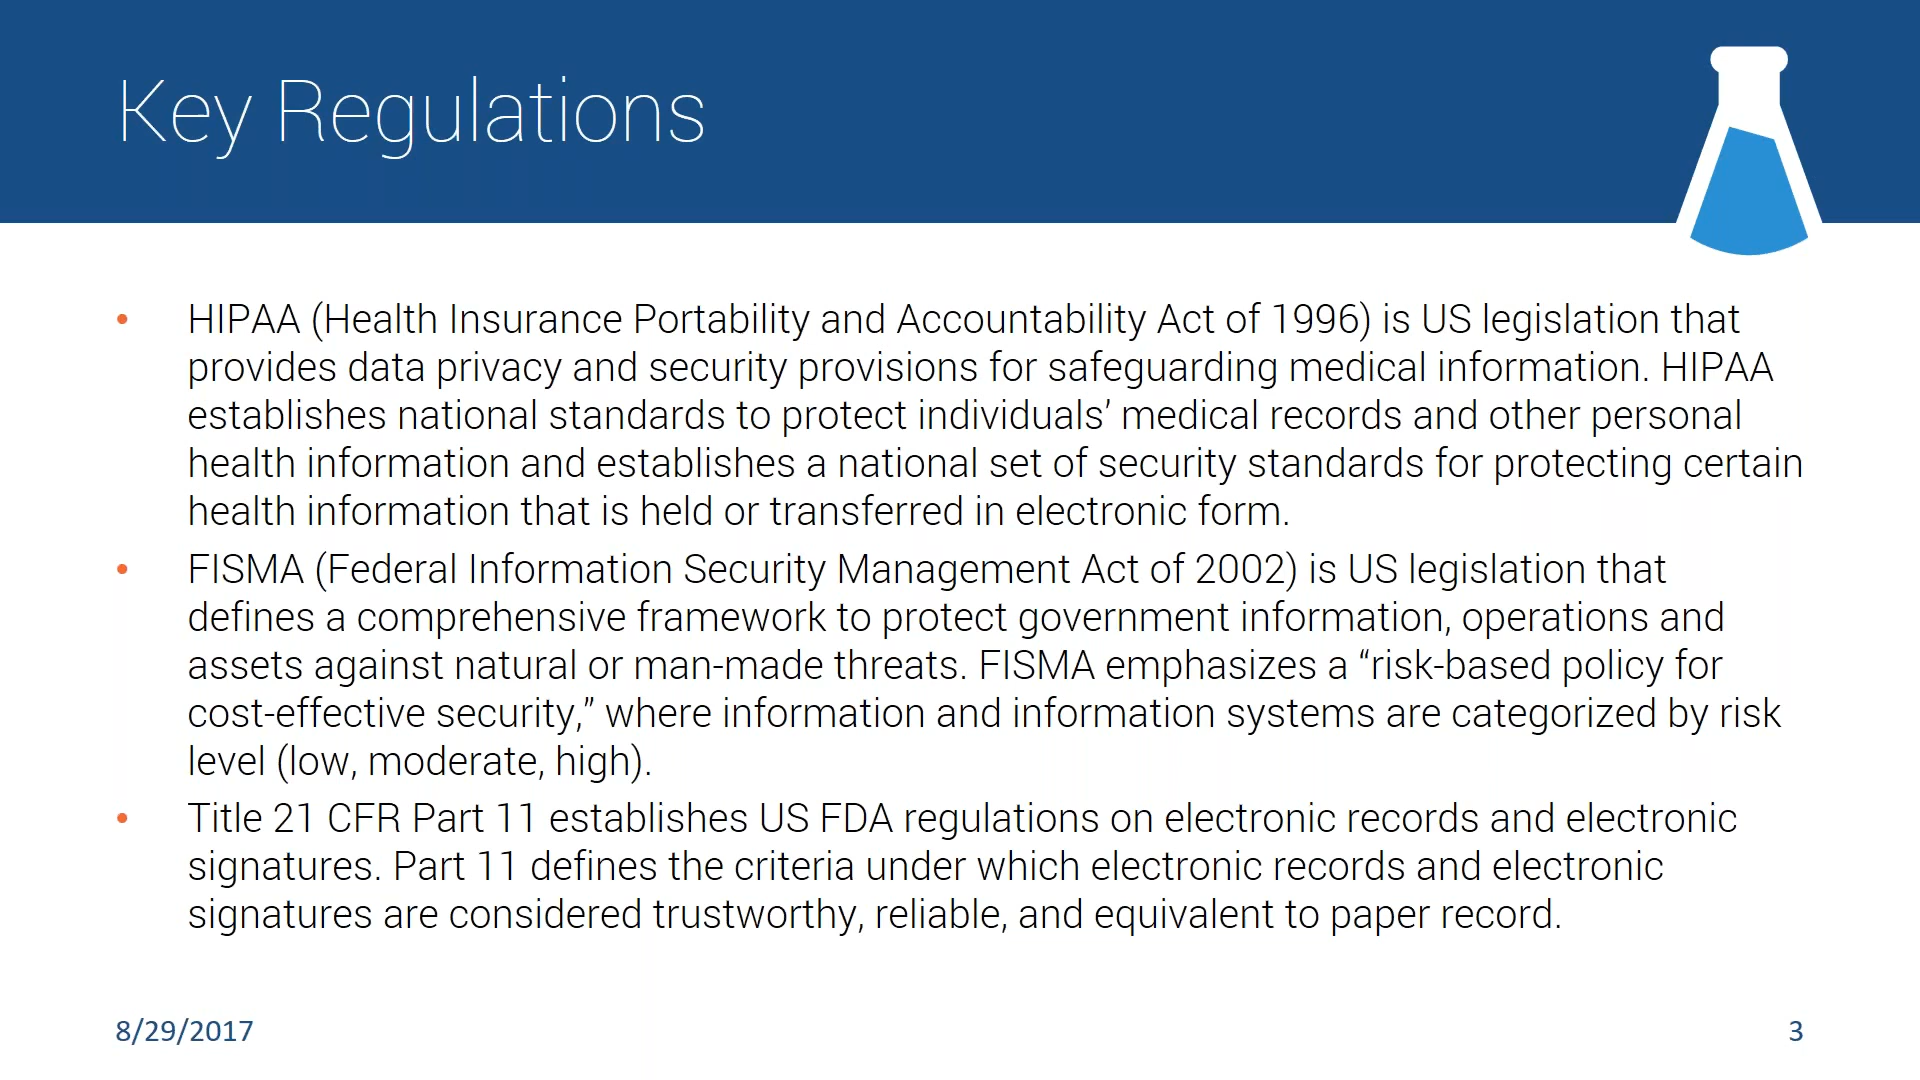 Key Regulations
• HIPAA (Health Insurance Portability and Accountability Act of 1996) is US legislation that
provides data privacy and security provisions for safeguarding medical information. HIPAA
establishes national standards to protect individuals’ medical records and other personal
health information and establishes a national set of security standards for protecting certain
health information that is held or transferred in electronic form.
• FISMA (Federal Information Security Management Act of 2002) is US legislation that
defines a comprehensive framework to protect government information, operations and
assets against natural or man-made threats. FISMA emphasizes a “risk-based policy for
cost-effective security,” where information and information systems are categorized by risk
level (low, moderate, high).
• Title 21 CFR Part 11 establishes US FDA regulations on electronic records and electronic
signatures. Part 11 defines the criteria under which electronic records and electronic
signatures are considered trustworthy, reliable, and equivalent to paper record.
8/29/2017
3